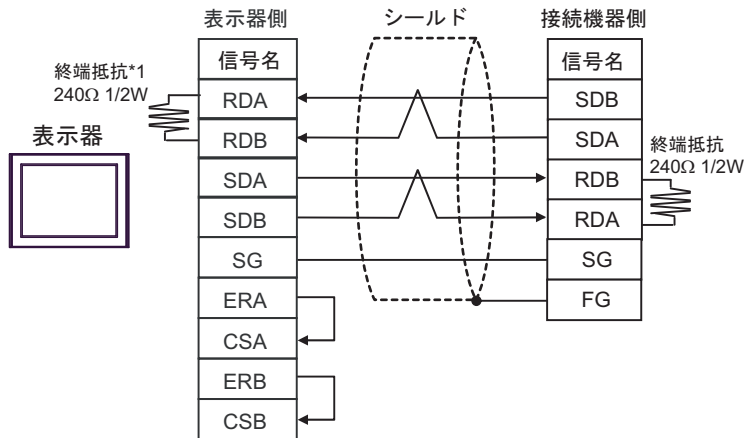 表示器側
シールド
接続機器側
終端抵抗*1
240Ω 1/2W
表示器
信号名
RDA
RDB
SDA
SDB
SG
ERA
CSA
ERB
CSB
信号名
SDB
SDA
RDB
RDA
SG
FG
終端抵抗
240Ω 1/2W